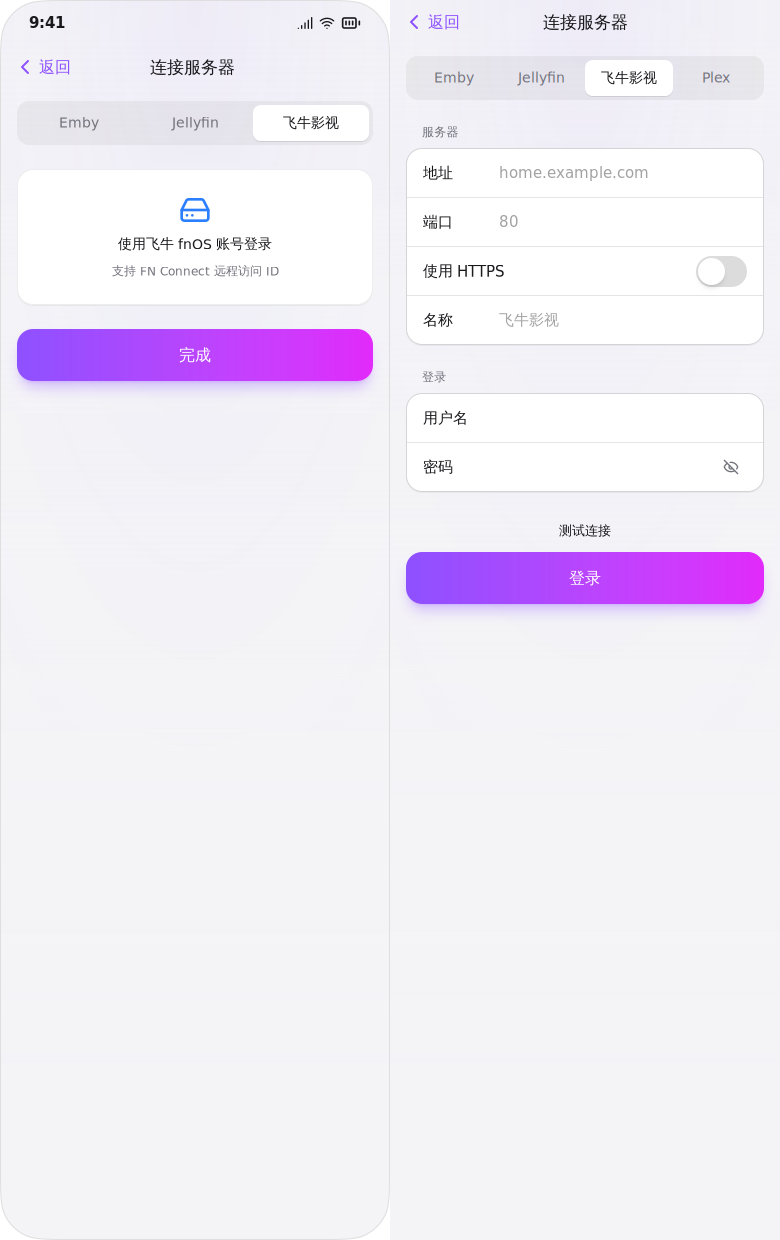 9:41
返回
连接服务器
Emby
Jellyfin
飞牛影视
使用飞牛 fnOS 账号登录
支持 FN Connect 远程访问 ID
完成
返回
连接服务器
Emby
Jellyfin
飞牛影视
Plex
服务器
地址 home.example.com
端口 80
使用 HTTPS
名称 飞牛影视
登录
用户名
密码
测试连接
登录